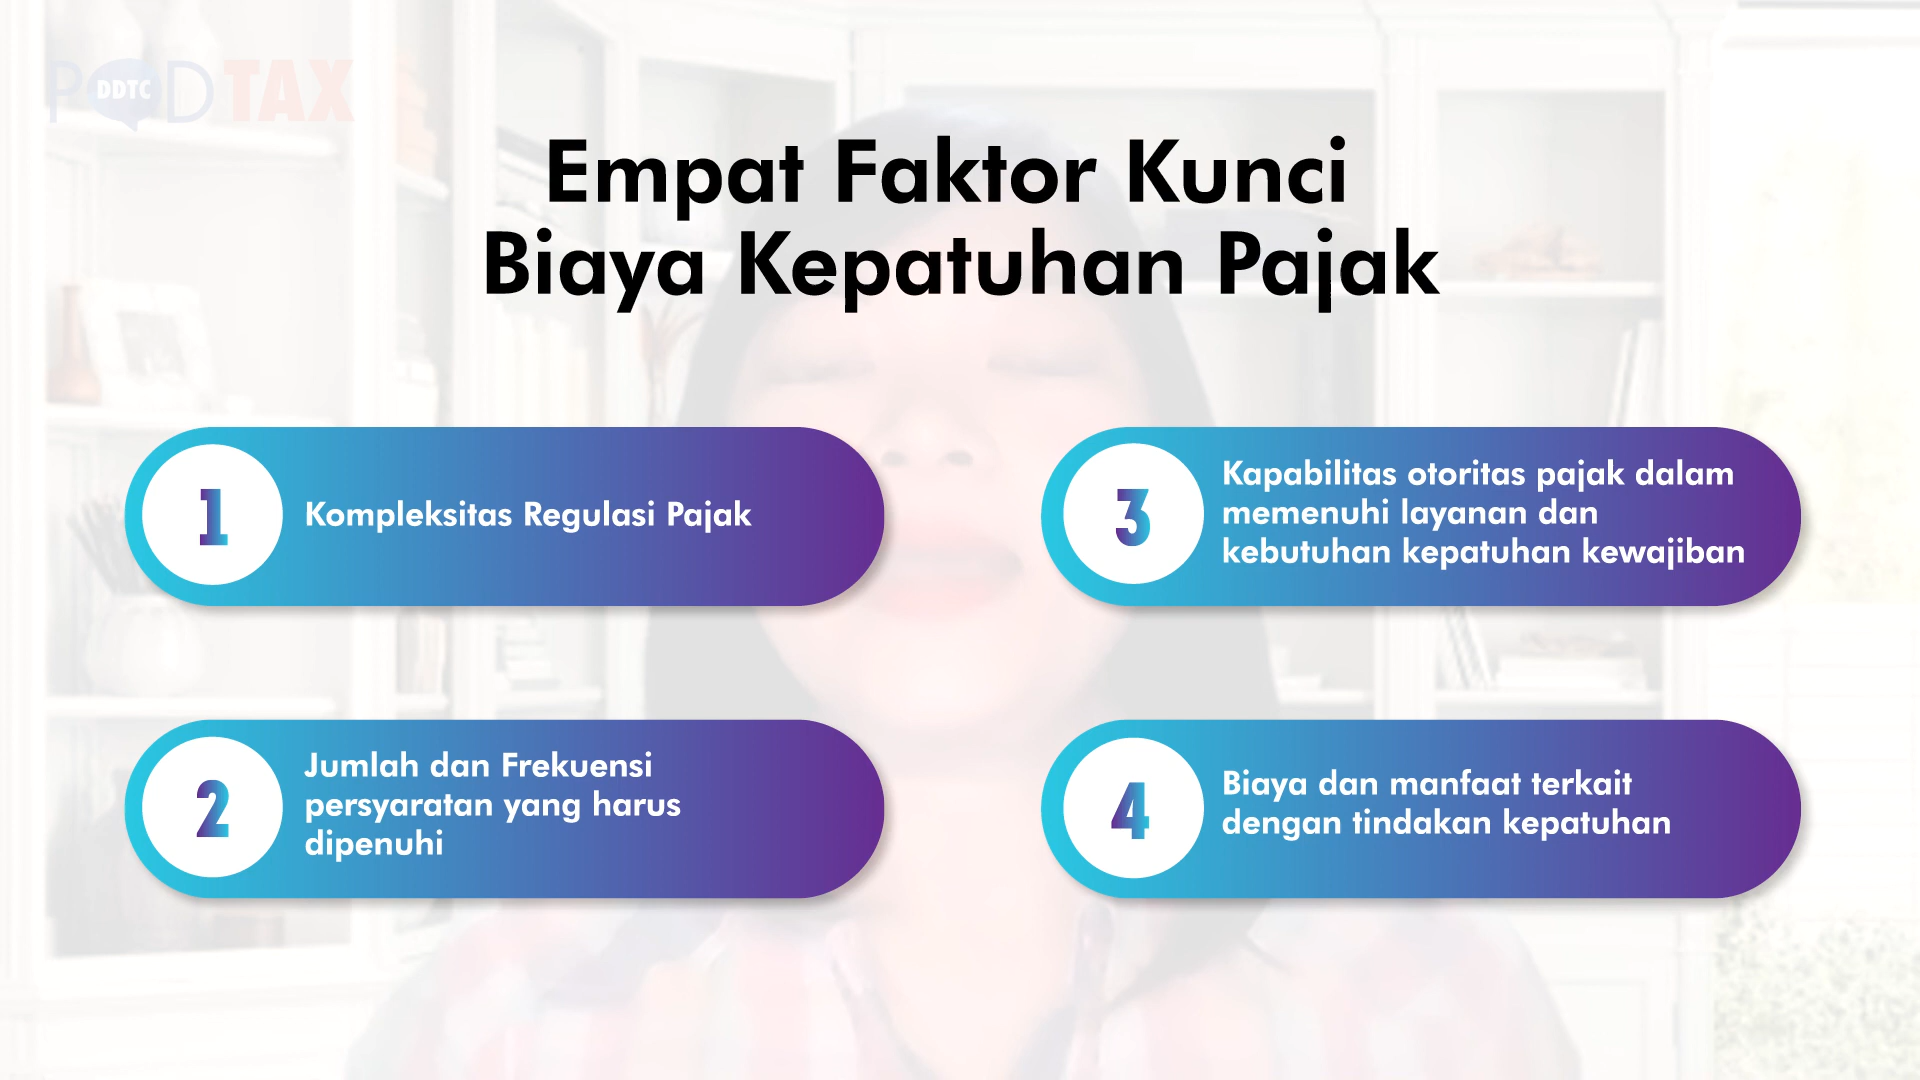 PODTAX
DDTC
Empat Faktor Kunci
Biaya Kepatuhan Pajak
1
Kompleksitas Regulasi Pajak
2
Jumlah dan Frekuensi
persyaratan yang harus
dipenuhi
3
Kapabilitas otoritas pajak dalam
memenuhi layanan dan
kebutuhan kepatuhan kewajiban
4
Biaya dan manfaat terkait
dengan tindakan kepatuhan